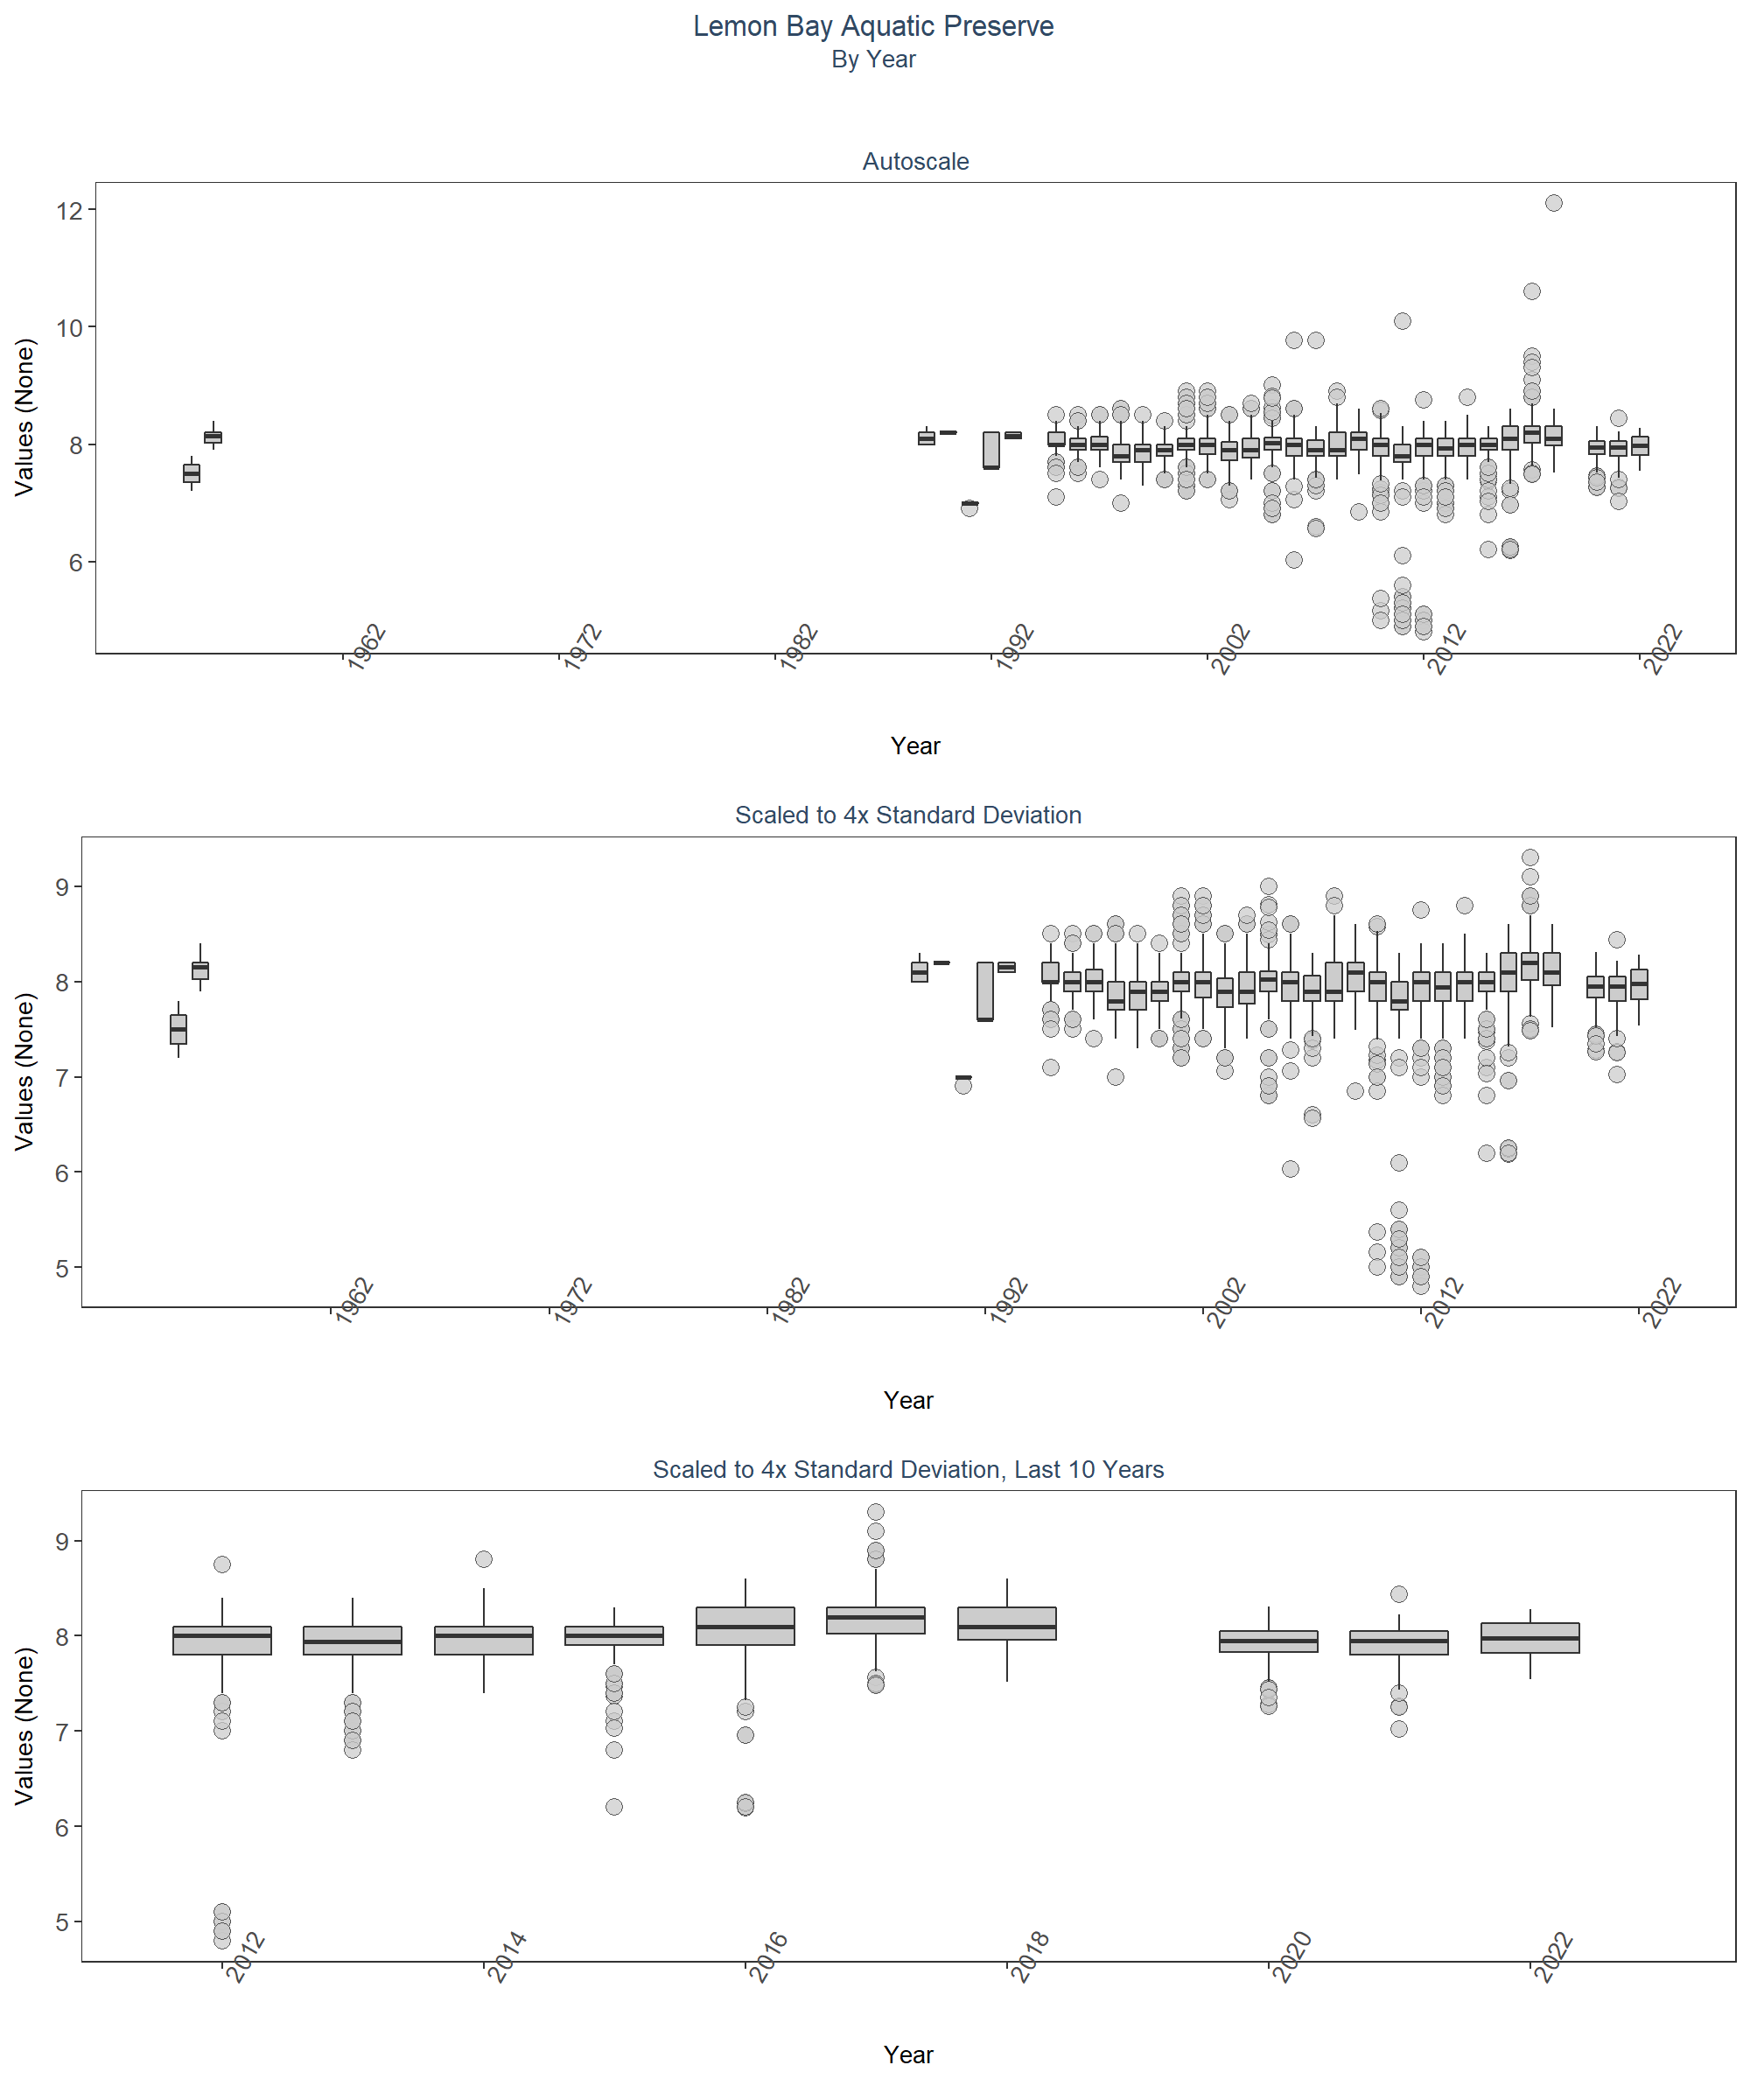 Lemon Bay Aquatic Preserve
By Year
Autoscale
Values (None)
12
10
8
6
1962 1972 1982 1992 2002 2012 2022
Year
Scaled to 4x Standard Deviation
Values (None)
9
8
7
6
5
1962 1972 1982 1992 2002 2012 2022
Year
Scaled to 4x Standard Deviation, Last 10 Years
Values (None)
9
8
7
6
5
2012 2014 2016 2018 2020 2022
Year